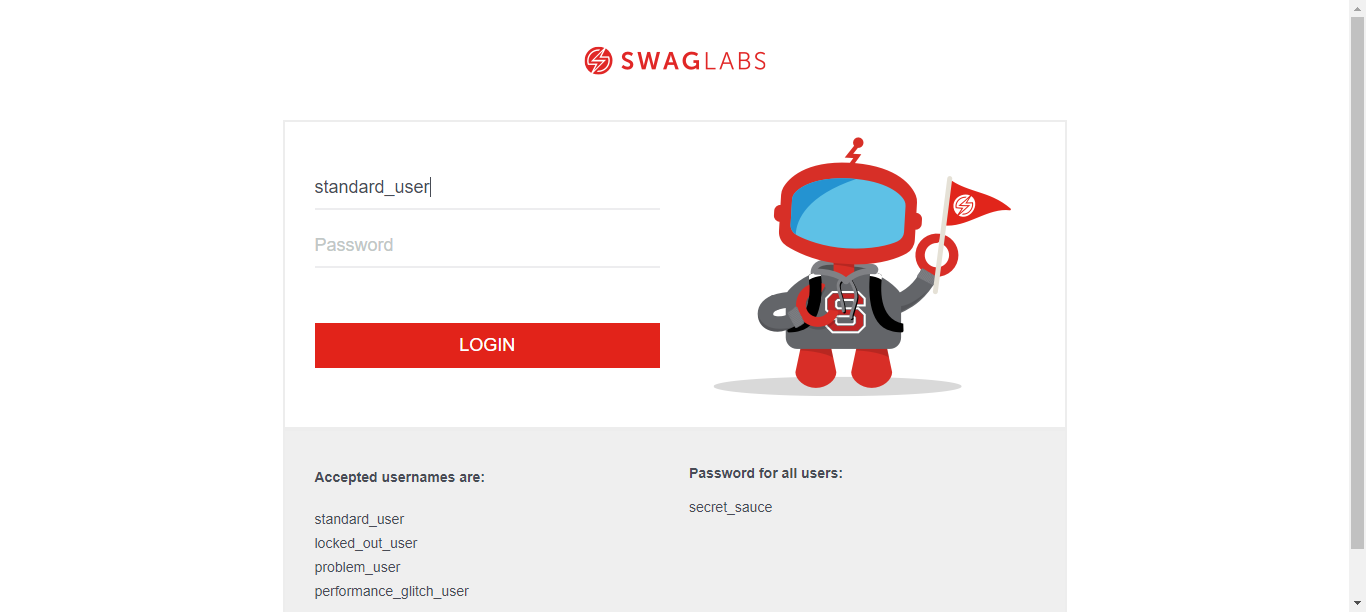 SWAGLABS
standard_user
Password
LOGIN
S
Accepted usernames are:
standard_user
locked_out_user
problem_user
performance_glitch_user
Password for all users:
secret_sauce